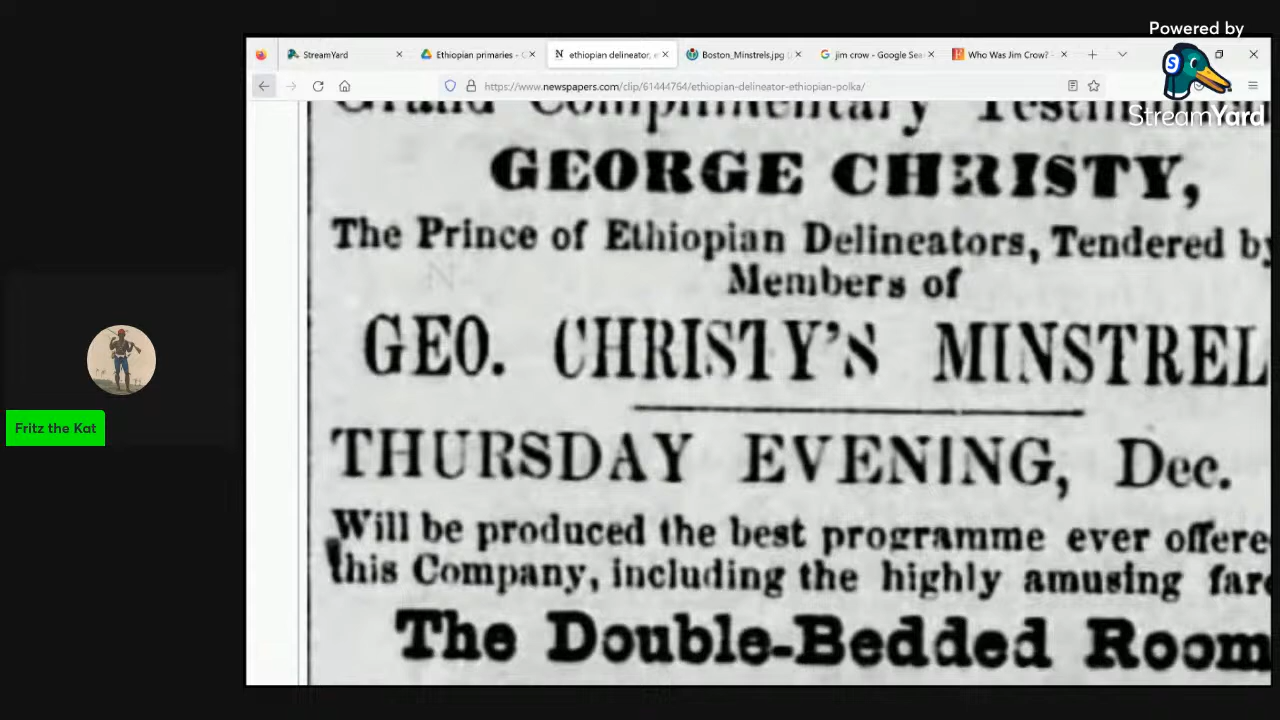 Powered by
StreamYard
StreamYard
Ethiopian primaries -
ethiopian delineator,
Boston_Minstrels.jpg
jim crow - Google Sea
Who Was Jim Crow? -
https://www.newspapers.com/clip/61444764/ethiopian-delineator-ethiopian-polka/
Grand Complimentary
GEORGE CHRISTY,
The Prince of Ethiopian Delineators, Tendered by
Members of
GEO. CHRISTY'S MINSTREL
THURSDAY EVENING, Dec.
Will be produced the best programme ever offere
this Company, including the highly amusing farc
The Double-Bedded Room
Fritz the Kat